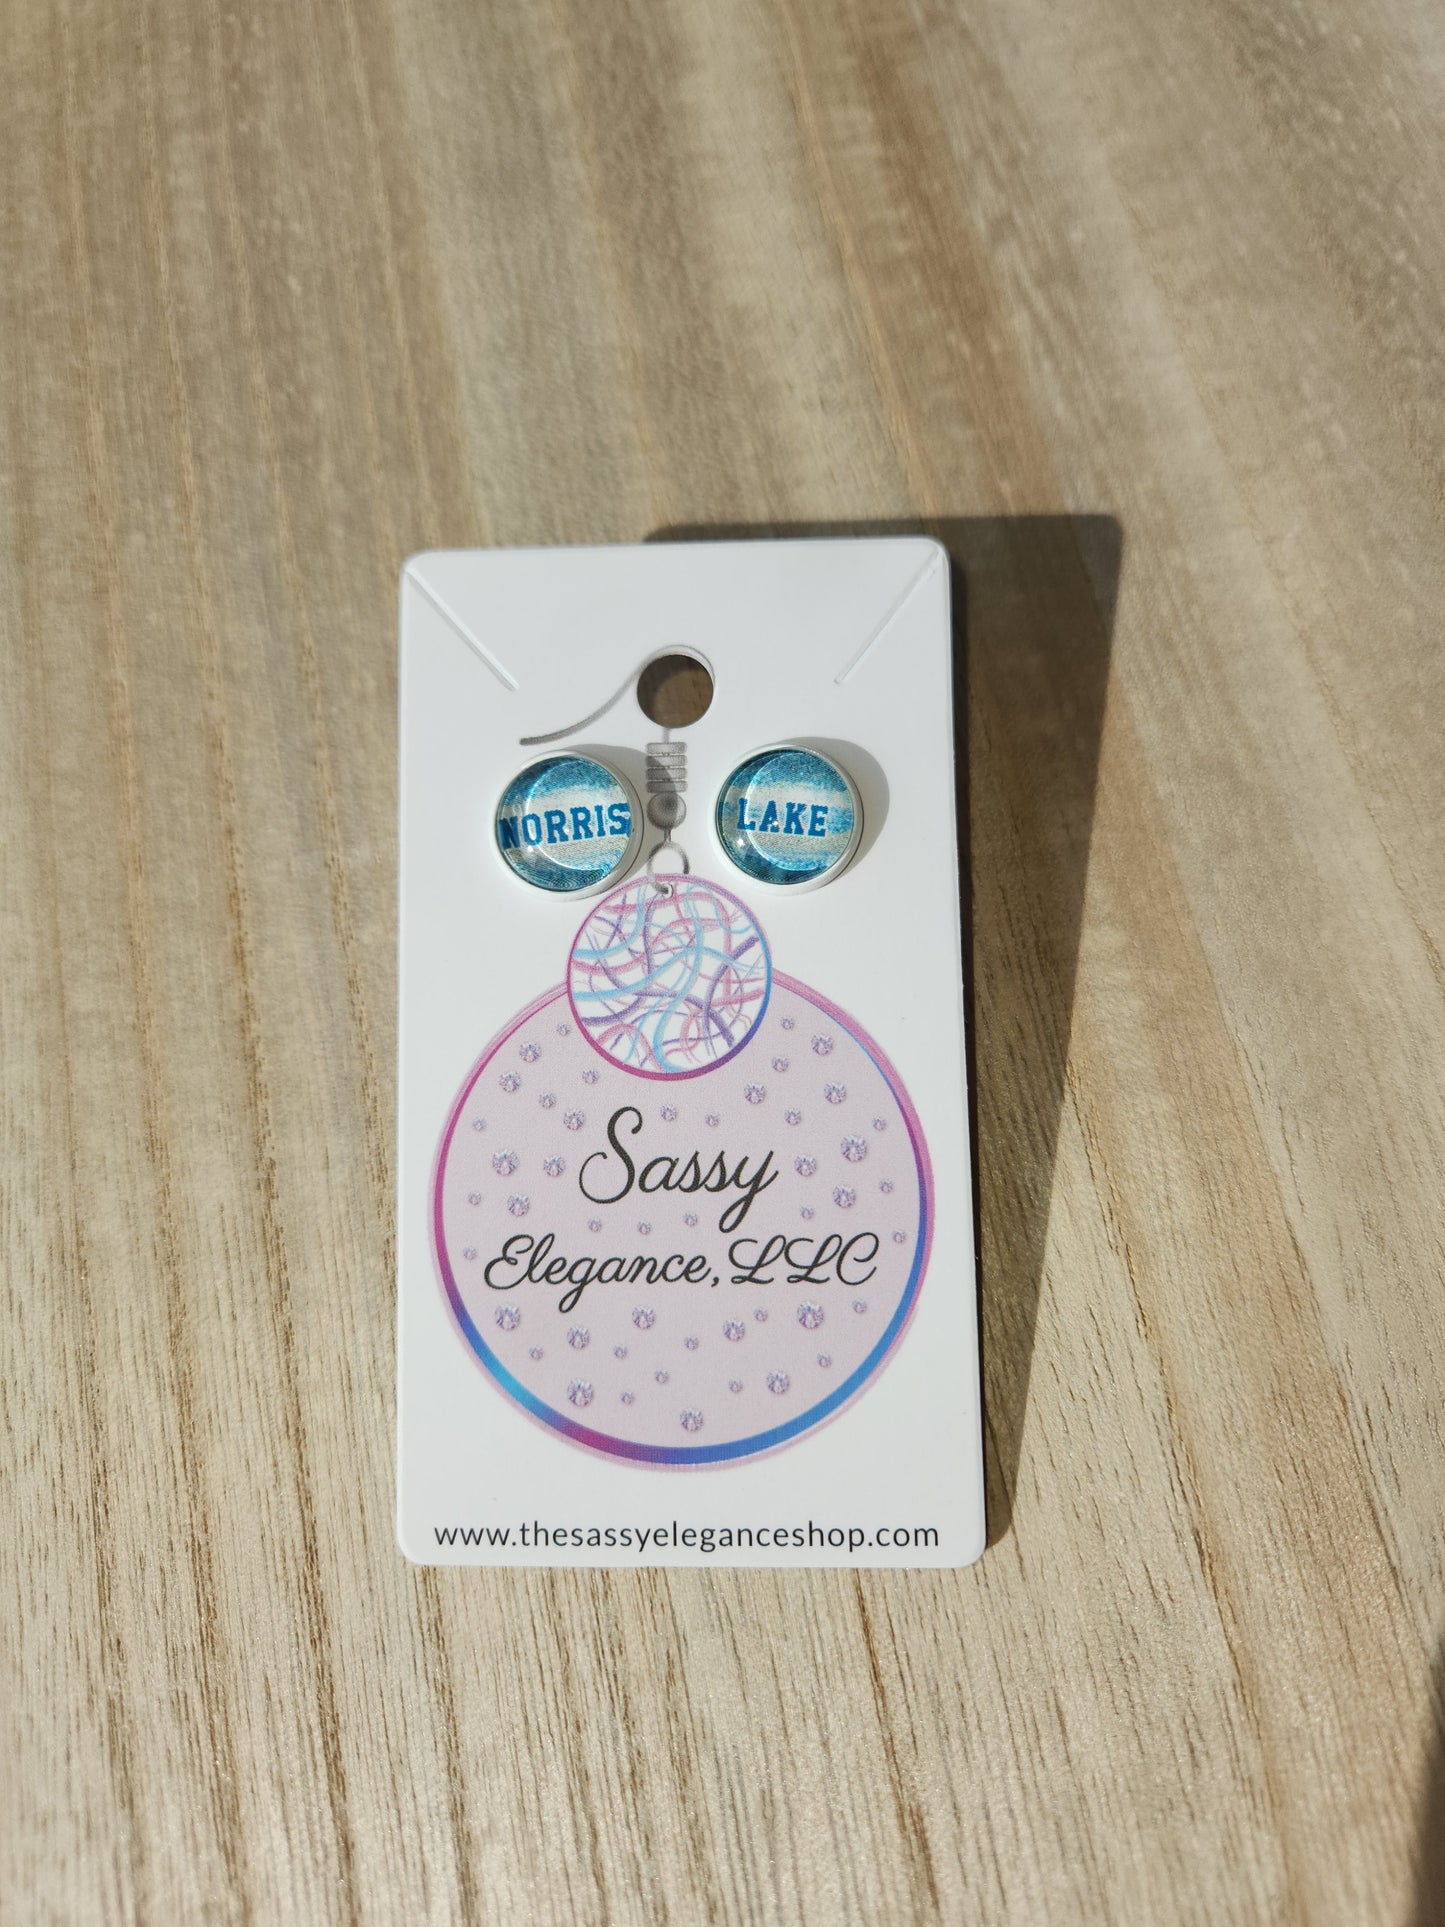 NORRIS
LAKE
Sassy
Elegance, LLC
www.thesassyeleganceshop.com